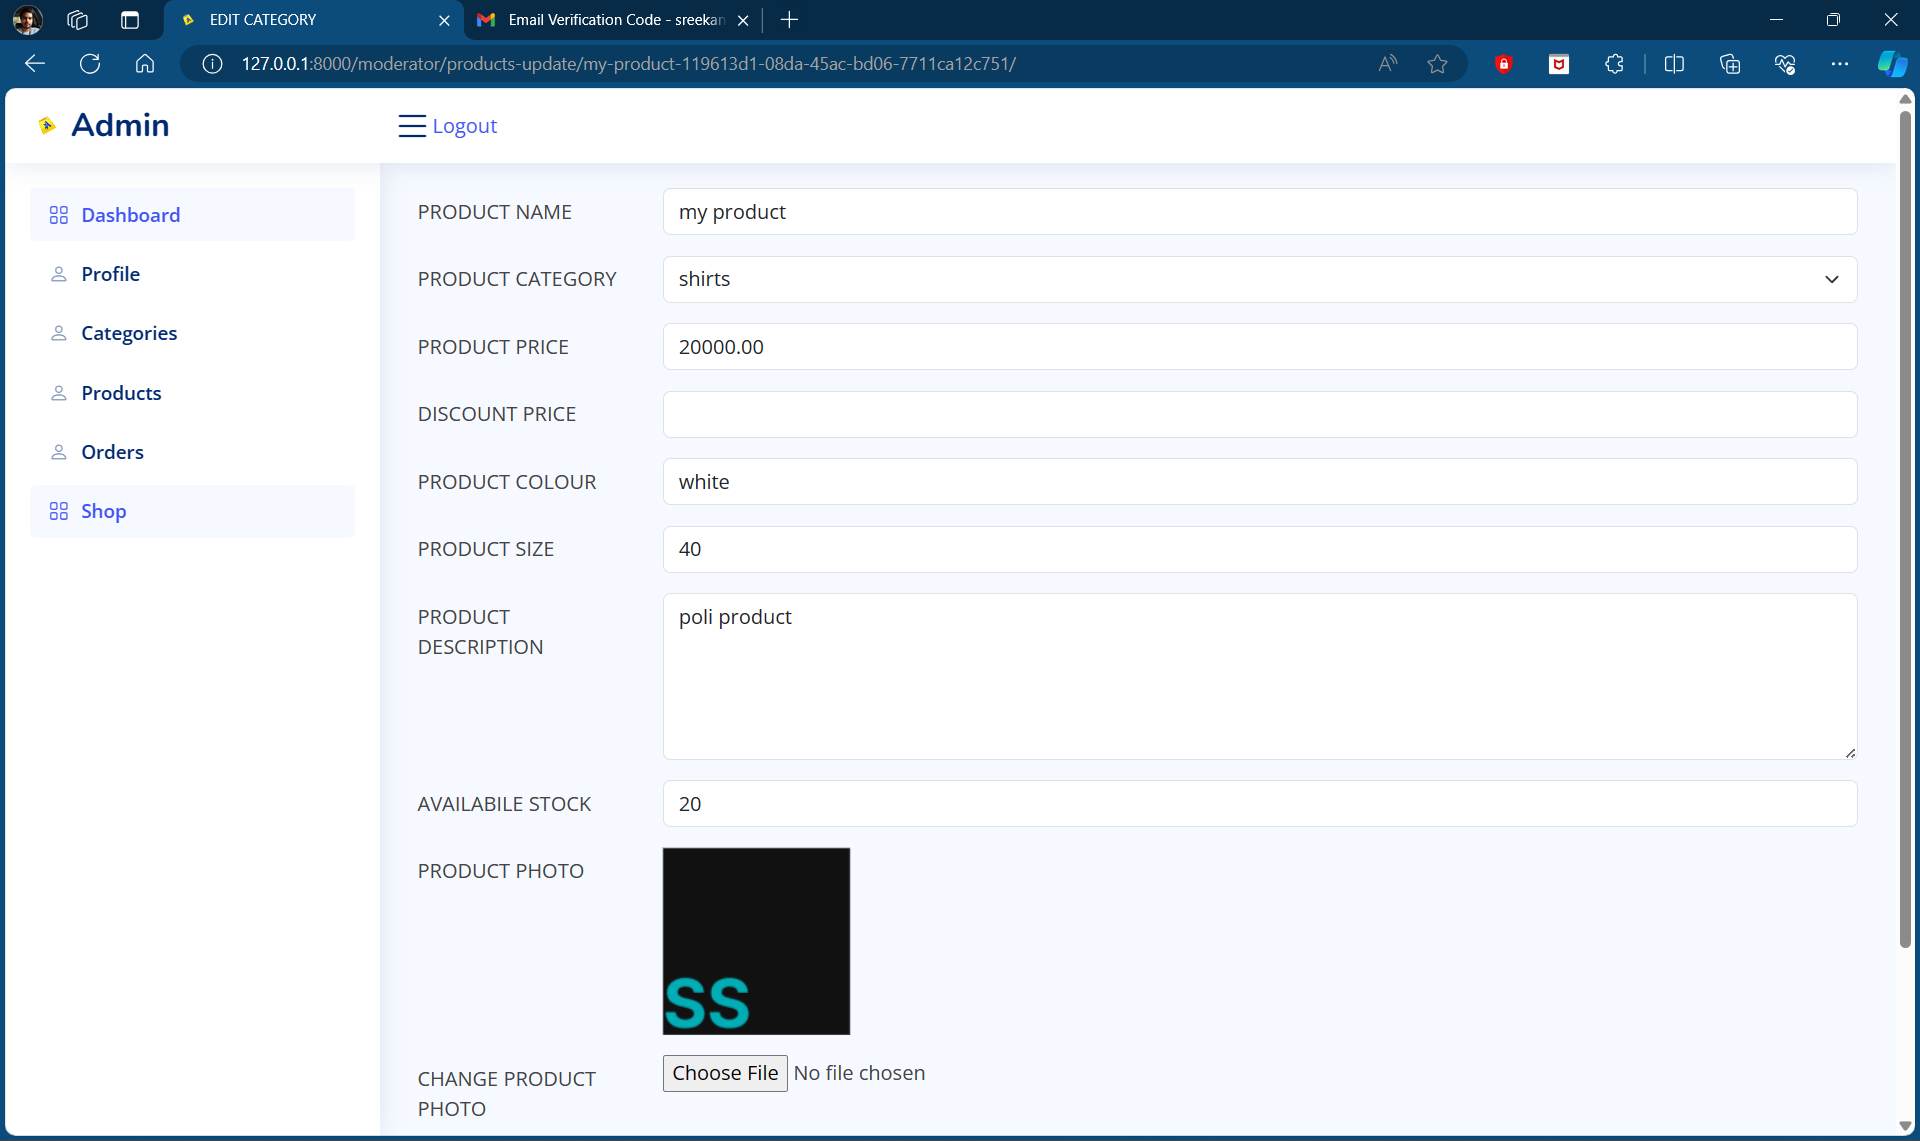 EDIT CATEGORY
Email Verification Code - sreekan
127.0.0.1:8000/moderator/products-update/my-product-119613d1-08da-45ac-bd06-7711ca12c751/
Admin
Logout
Dashboard
Profile
Categories
Products
Orders
Shop
PRODUCT NAME
my product
PRODUCT CATEGORY
shirts
PRODUCT PRICE
20000.00
DISCOUNT PRICE
PRODUCT COLOUR
white
PRODUCT SIZE
40
PRODUCT
DESCRIPTION
poli product
AVAILABILE STOCK
20
PRODUCT PHOTO
SS
CHANGE PRODUCT
PHOTO
Choose File No file chosen